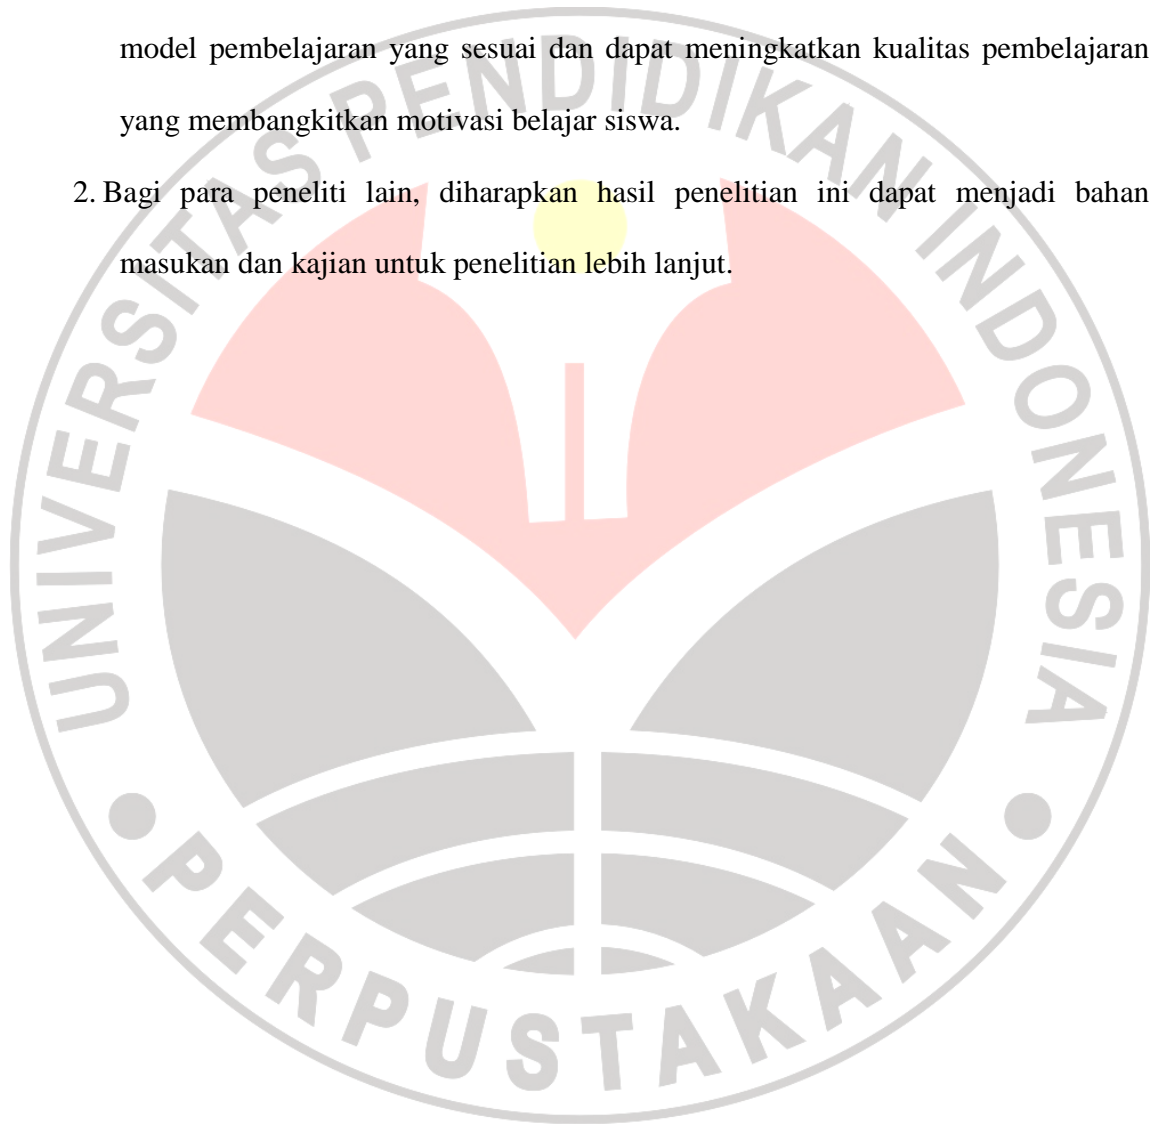 model pembelajaran yang sesuai dan dapat meningkatkan kualitas pembelajaran
yang membangkitkan motivasi belajar siswa.
2. Bagi para peneliti lain, diharapkan hasil penelitian ini dapat menjadi bahan
masukan dan kajian untuk penelitian lebih lanjut.
UNIVERSITAS PENDIDIKAN INDONESIA
PERPUSTAKAAN